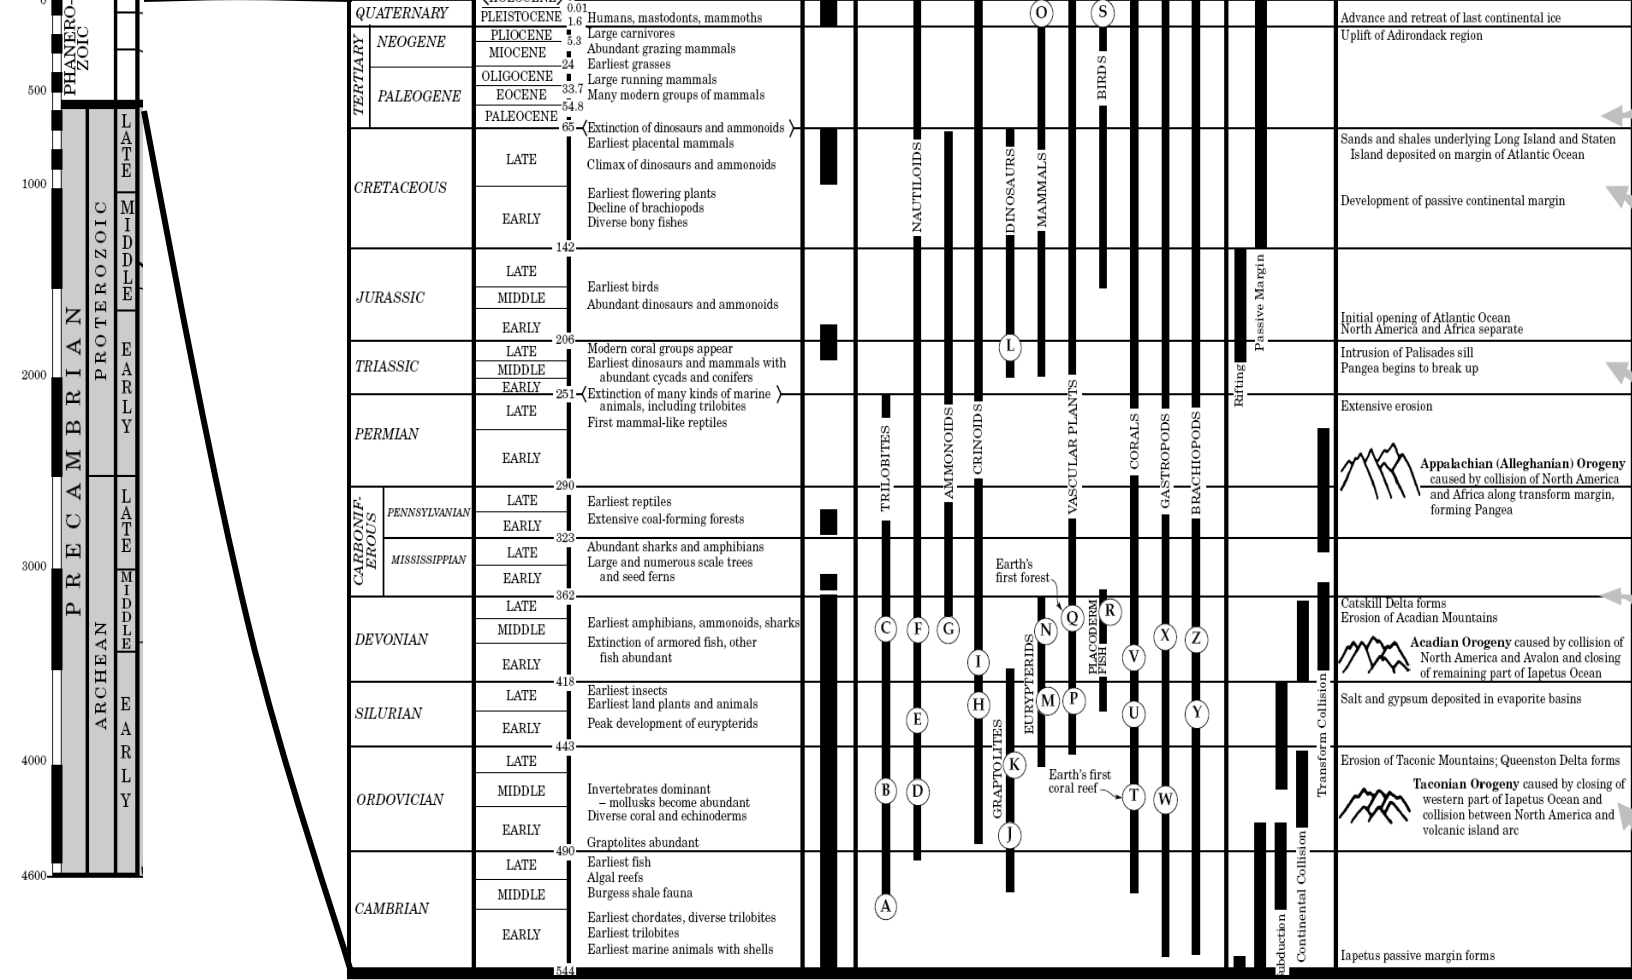 0
500
1000
2000
3000
4000
4600
PHANERO-
ZOIC
PRECAMBRIAN
PROTEROZOIC
ARCHEAN
LATE
MIDDLE
EARLY
LATE
MIDDLE
EARLY
QUATERNARY
PLEISTOCENE
0.01
1.6
Humans, mastodonts, mammoths
Advance and retreat of last continental ice
TERTIARY
NEOGENE
PLIOCENE
5.3
Large carnivores
Uplift of Adirondack region
MIOCENE
Abundant grazing mammals
24
Earliest grasses
PALEOGENE
OLIGOCENE
Large running mammals
33.7
EOCENE
Many modern groups of mammals
54.8
PALEOCENE
65
Extinction of dinosaurs and ammonoids
CRETACEOUS
LATE
Earliest placental mammals
Climax of dinosaurs and ammonoids
Sands and shales underlying Long Island and Staten
Island deposited on margin of Atlantic Ocean
EARLY
Earliest flowering plants
Decline of brachiopods
Diverse bony fishes
Development of passive continental margin
142
JURASSIC
LATE
MIDDLE
EARLY
Earliest birds
Abundant dinosaurs and ammonoids
Initial opening of Atlantic Ocean
North America and Africa separate
206
TRIASSIC
LATE
MIDDLE
EARLY
Modern coral groups appear
Earliest dinosaurs and mammals with
abundant cycads and conifers
Intrusion of Palisades sill
Pangea begins to break up
251
Extinction of many kinds of marine
animals, including trilobites
PERMIAN
LATE
EARLY
First mammal-like reptiles
Extensive erosion
Appalachian (Alleghanian) Orogeny
caused by collision of North America
and Africa along transform margin,
forming Pangea
290
CARBONIF-
EROUS
PENNSYLVANIAN
LATE
EARLY
Earliest reptiles
Extensive coal-forming forests
323
MISSISSIPPIAN
LATE
EARLY
Abundant sharks and amphibians
Large and numerous scale trees
and seed ferns
362
DEVONIAN
LATE
MIDDLE
EARLY
Earliest amphibians, ammonoids, sharks
Extinction of armored fish, other
fish abundant
Catskill Delta forms
Erosion of Acadian Mountains
Acadian Orogeny caused by collision of
North America and Avalon and closing
of remaining part of Iapetus Ocean
418
SILURIAN
LATE
EARLY
Earliest insects
Earliest land plants and animals
Peak development of eurypterids
Salt and gypsum deposited in evaporite basins
443
ORDOVICIAN
LATE
MIDDLE
EARLY
Invertebrates dominant
– mollusks become abundant
Diverse coral and echinoderms
Graptolites abundant
Erosion of Taconic Mountains; Queenston Delta forms
Taconian Orogeny caused by closing of
western part of Iapetus Ocean and
collision between North America and
volcanic island arc
490
CAMBRIAN
LATE
MIDDLE
EARLY
Earliest fish
Algal reefs
Burgess shale fauna
Earliest chordates, diverse trilobites
Earliest trilobites
Earliest marine animals with shells
Iapetus passive margin forms
544
TRILOBITES
C
B
A
NAUTILOIDS
F
E
D
AMMONOIDS
G
CRINOIDS
I
H
DINOSAURS
L
GRAPTOLITES
K
J
MAMMALS
O
EURYPTERIDS
N
M
VASCULAR PLANTS
Earth's
first forest
Q
P
BIRDS
S
PLACODERM
FISH
R
CORALS
V
U
Earth's first
coral reef
T
GASTROPODS
X
W
BRACHIOPODS
Z
Y
Rifting
Passive Margin
Continental Collision
Transform Collision